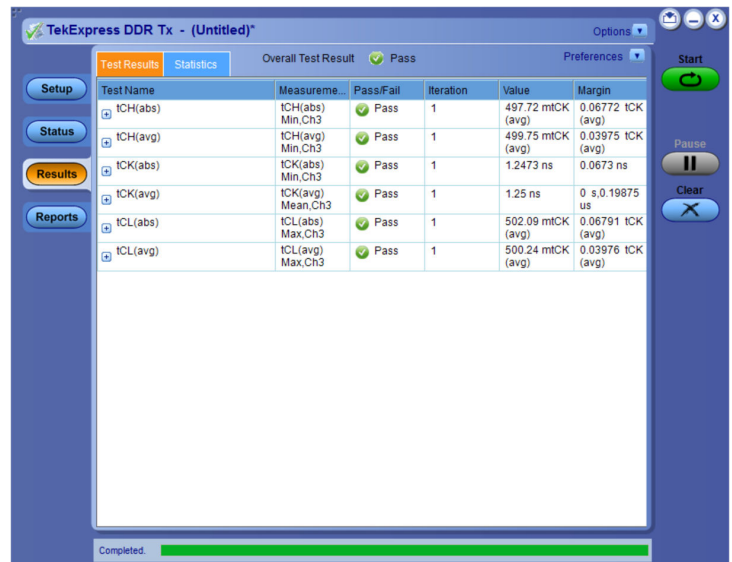 TekExpress DDR Tx - (Untitled)*
Options
Test Results
Statistics
Overall Test Result
Pass
Preferences
Start
Setup
Status
Results
Reports
Pause
Clear
Test Name
Measureme...
Pass/Fail
Iteration
Value
Margin
tCH(abs)
tCH(abs)
Min,Ch3
Pass
1
497.72 mtCK
(avg)
0.06772 tCK
(avg)
tCH(avg)
tCH(avg)
Min,Ch3
Pass
1
499.75 mtCK
(avg)
0.03975 tCK
(avg)
tCK(abs)
tCK(abs)
Min,Ch3
Pass
1
1.2473 ns
0.0673 ns
tCK(avg)
tCK(avg)
Mean,Ch3
Pass
1
1.25 ns
0 s,0.19875
us
tCL(abs)
tCL(abs)
Max,Ch3
Pass
1
502.09 mtCK
(avg)
0.06791 tCK
(avg)
tCL(avg)
tCL(avg)
Max,Ch3
Pass
1
500.24 mtCK
(avg)
0.03976 tCK
(avg)
Completed.